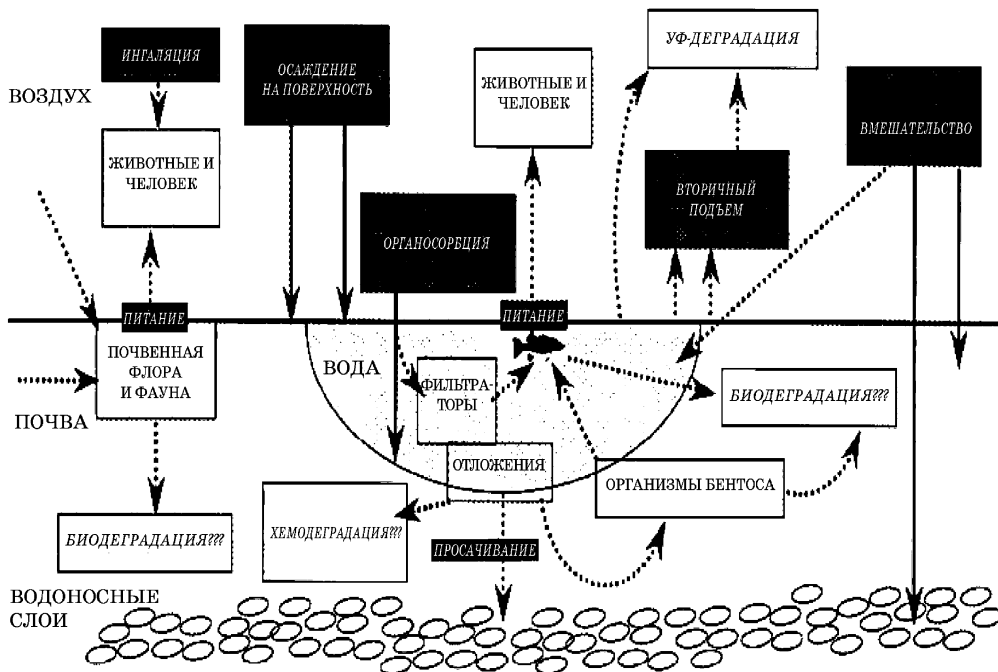 ИНГАЛЯЦИЯ
ОСАЖДЕНИЕ
НА ПОВЕРХНОСТЬ
УФ-ДЕГРАДАЦИЯ
ВОЗДУХ
ЖИВОТНЫЕ И
ЧЕЛОВЕК
ЖИВОТНЫЕ И
ЧЕЛОВЕК
ВМЕШАТЕЛЬСТВО
ВТОРИЧНЫЙ
ПОДЪЕМ
ОРГАНОСОРБЦИЯ
ПИТАНИЕ
ПИТАНИЕ
ПОЧВЕННАЯ
ФЛОРА
И ФАУНА
ВОДА
ФИЛЬТРА-
ТОРЫ
БИОДЕГРАДАЦИЯ???
ПОЧВА
ОТЛОЖЕНИЯ
ОРГАНИЗМЫ БЕНТОСА
БИОДЕГРАДАЦИЯ???
ХЕМОДЕГРАДАЦИЯ???
ПРОСАЧИВАНИЕ
ВОДОНОСНЫЕ
СЛОИ